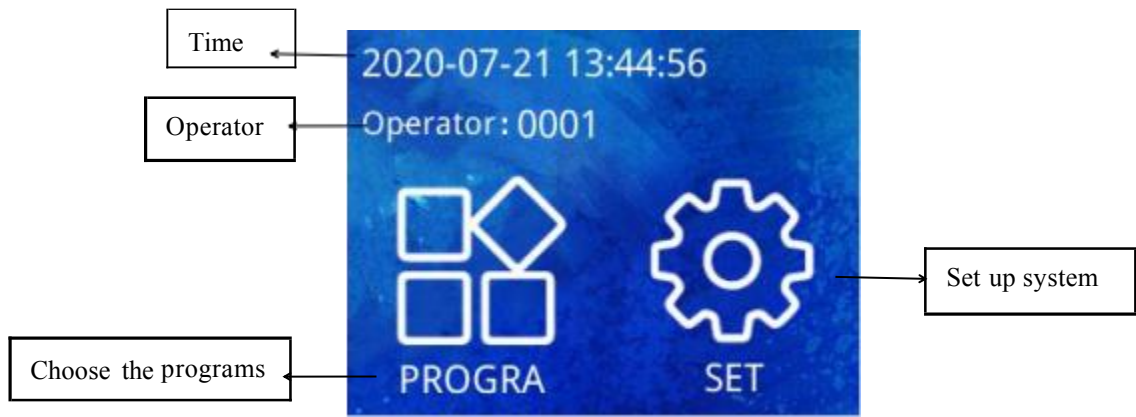 Time
2020-07-21 13:44:56
Operator
Operator: 0001
Set up system
Choose the programs
PROGRA
SET